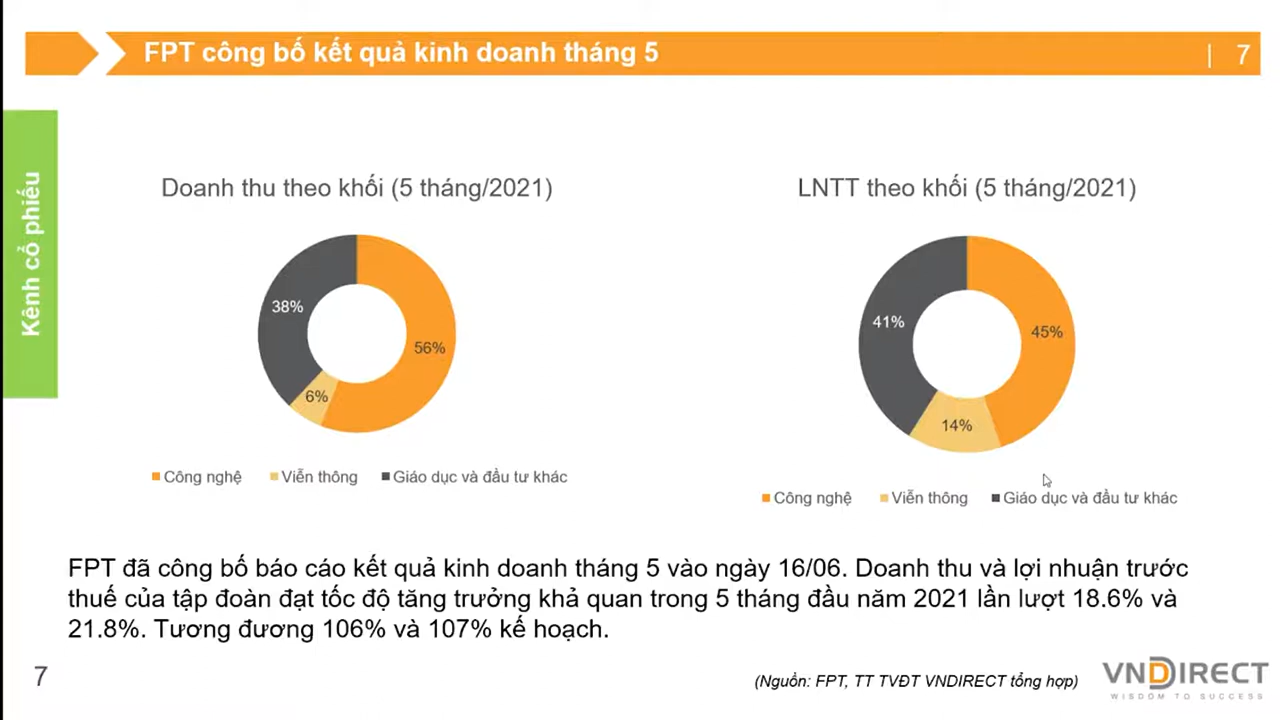 FPT công bố kết quả kinh doanh tháng 5
| 7
Kênh cổ phiếu
Doanh thu theo khối (5 tháng/2021)
38%
56%
6%
Công nghệ Viễn thông Giáo dục và đầu tư khác
LNTT theo khối (5 tháng/2021)
41%
45%
14%
Công nghệ Viễn thông Giáo dục và đầu tư khác
FPT đã công bố báo cáo kết quả kinh doanh tháng 5 vào ngày 16/06. Doanh thu và lợi nhuận trước
thuế của tập đoàn đạt tốc độ tăng trưởng khả quan trong 5 tháng đầu năm 2021 lần lượt 18.6% và
21.8%. Tương đương 106% và 107% kế hoạch.
7
(Nguồn: FPT, TT TVĐT VNDIRECT tổng hợp)
VNDIRECT
WISDOM TO SUCCESS